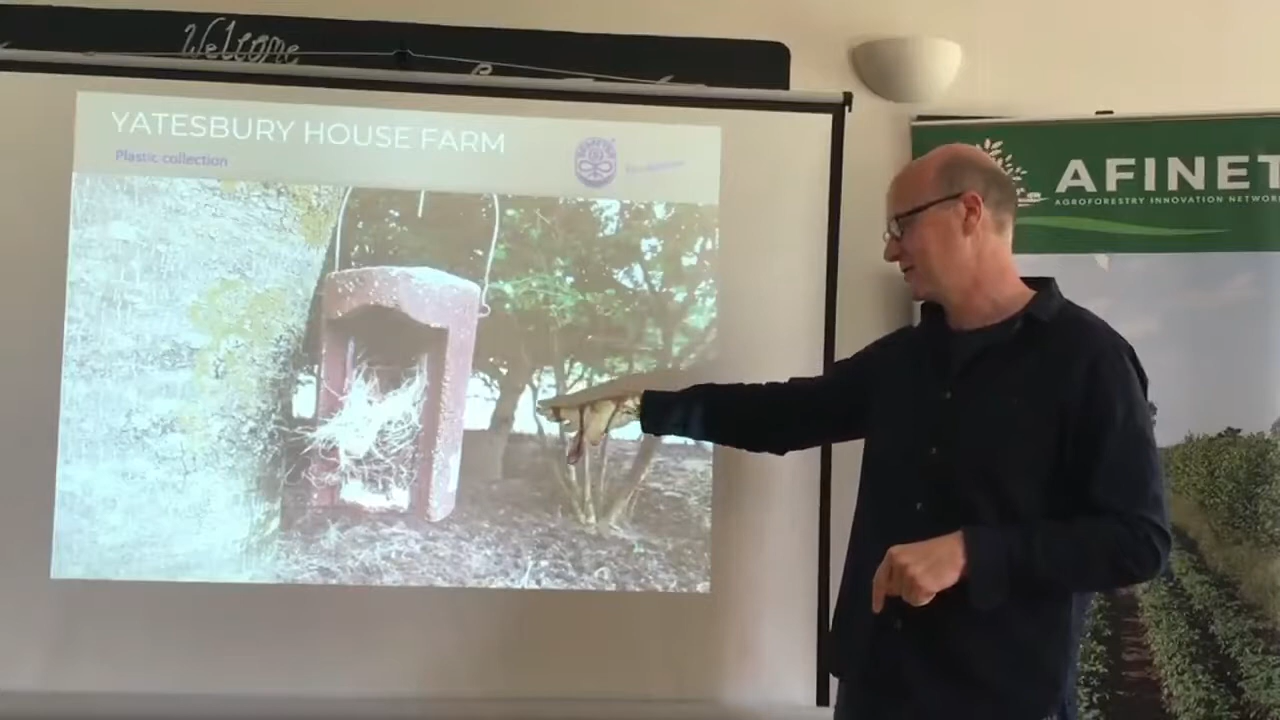 Welcome
YATESBURY HOUSE FARM
Plastic collection
AFINET
AGROFORESTRY INNOVATION NETWORK